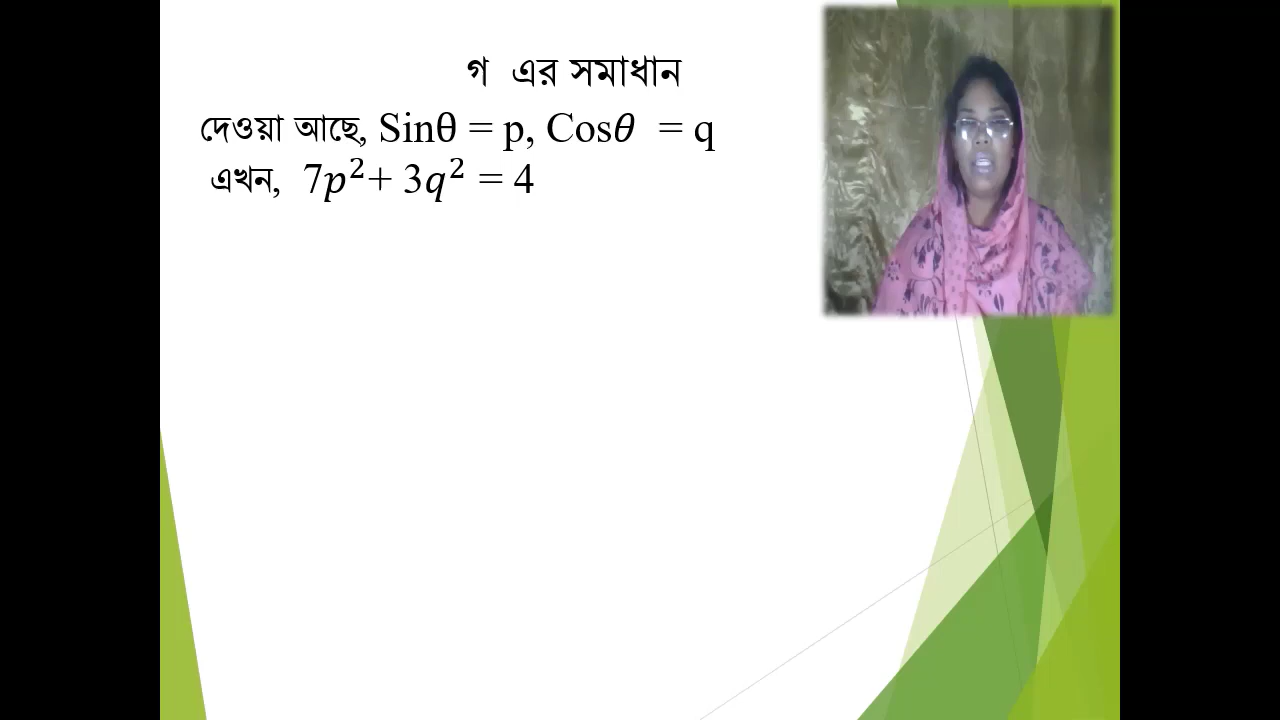 গ এর সমাধান
দেওয়া আছে, Sinθ = p, Cos𝜃 = q
এখন, 7𝑝² + 3𝑞² = 4